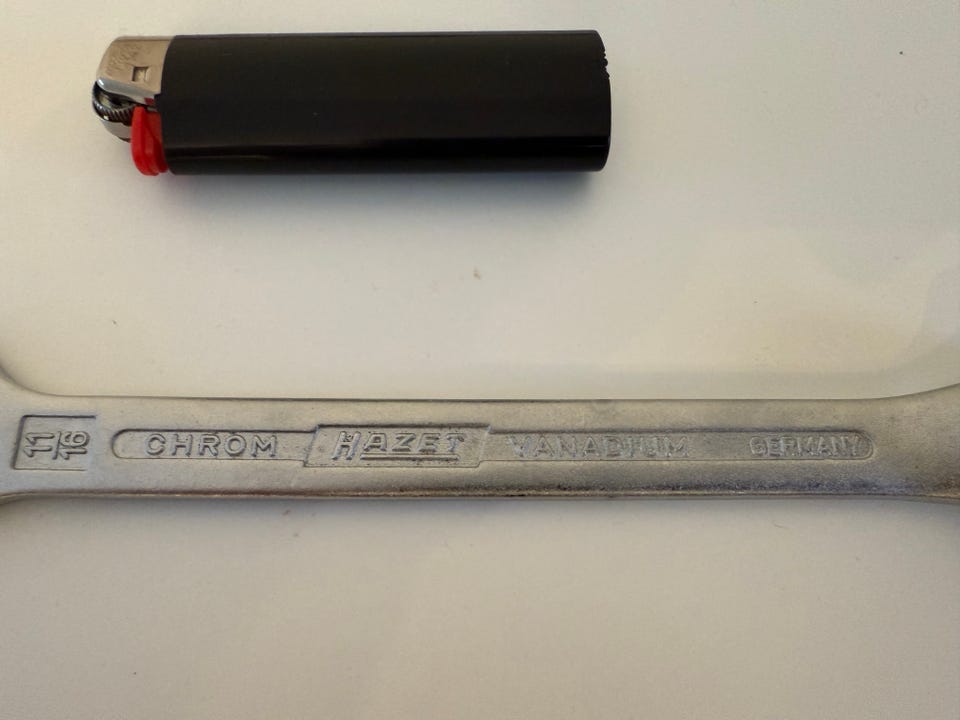 11
16
CHROM HAZET VANADIUM GERMANY